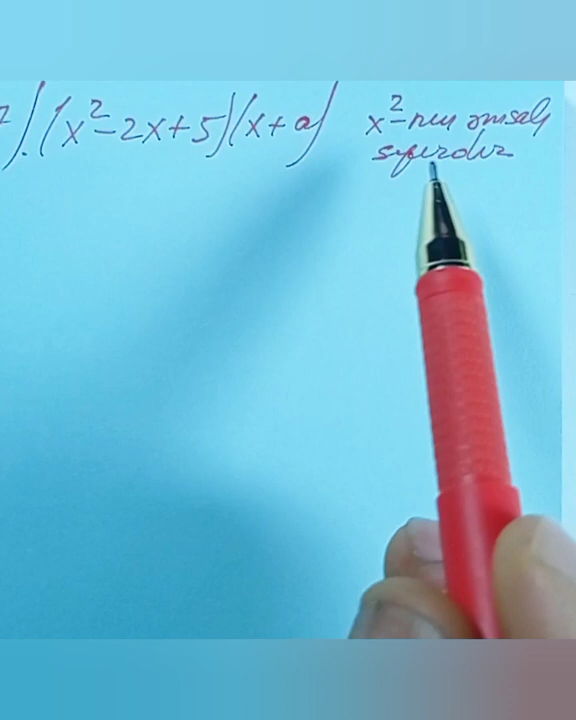 7). (x²-2x+5)(x+a)
x²-nın əmsalı
sıfırdır